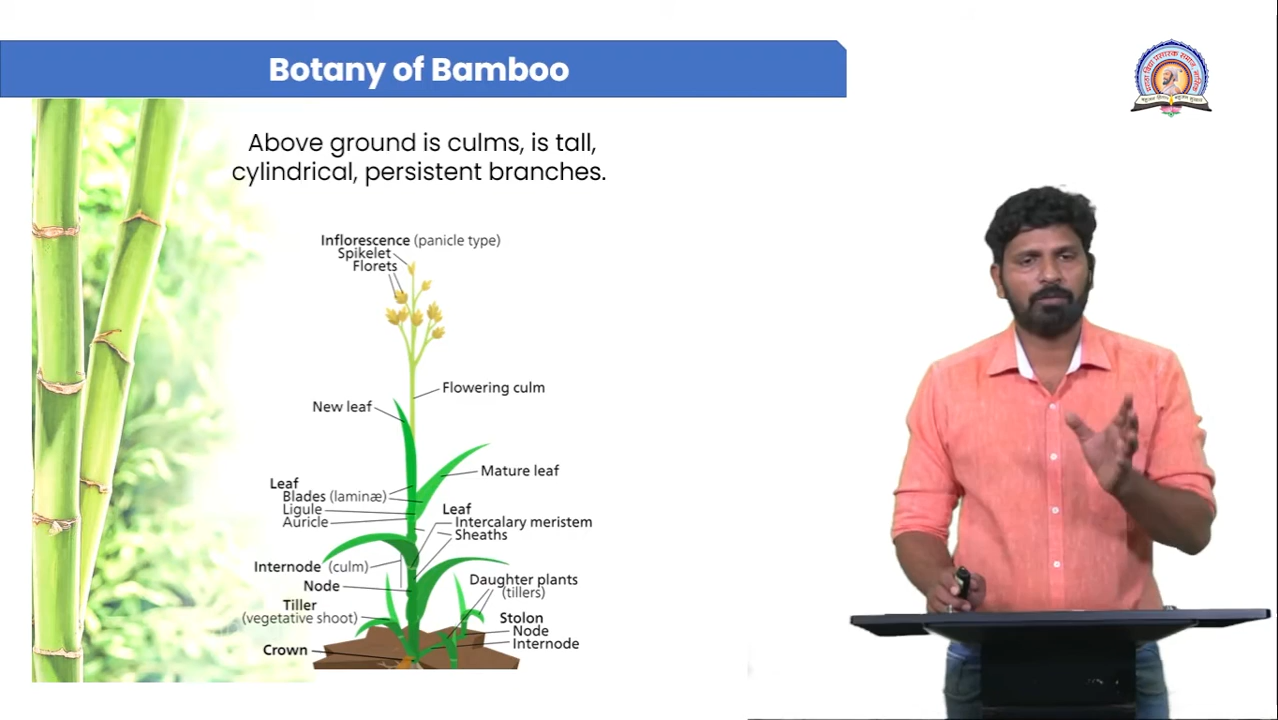 Botany of Bamboo
Above ground is culms, is tall,
cylindrical, persistent branches.
Inflorescence (panicle type)
Spikelet
Florets
Flowering culm
New leaf
Mature leaf
Leaf
Blades (laminæ)
Ligule
Auricle
Leaf
Intercalary meristem
Sheaths
Internode (culm)
Node
Daughter plants
(tillers)
Tiller
(vegetative shoot)
Stolon
Node
Internode
Crown